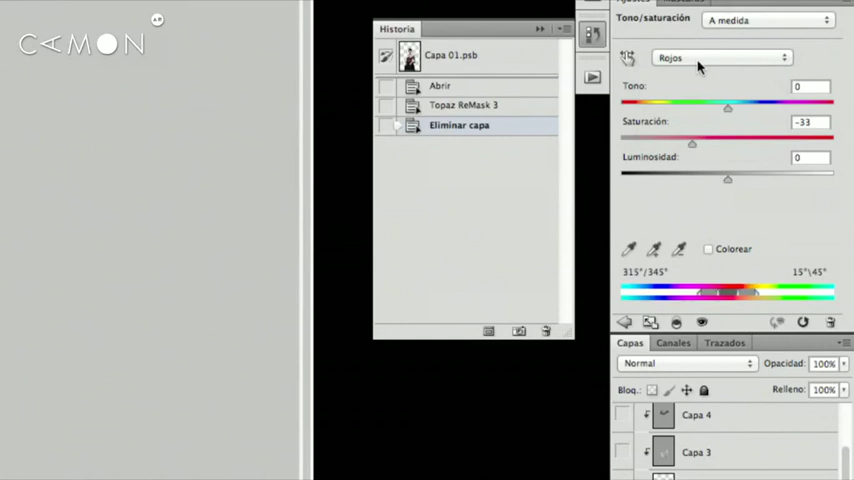 CAMON
Historia
Capa 01.psb
Abrir
Topaz ReMask 3
Eliminar capa
Tono/saturación
A medida
Rojos
Tono:
0
Saturación:
-33
Luminosidad:
0
Colorear
315°/345°
15°\45°
Capas
Canales
Trazados
Normal
Opacidad:
100%
Bloq.:
Relleno:
100%
Capa 4
Capa 3